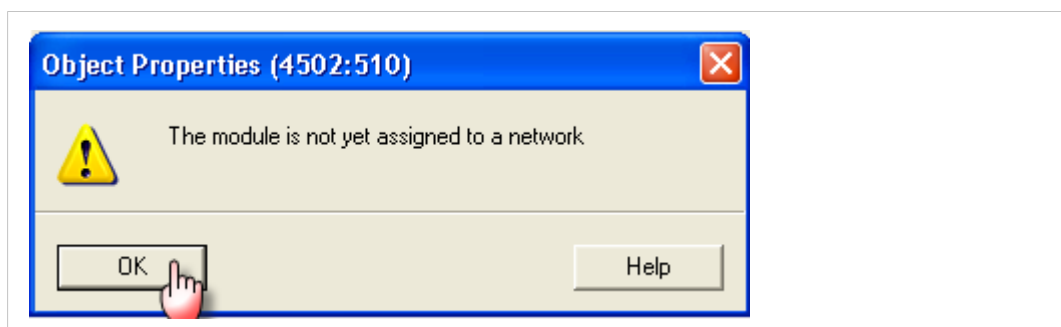 Object Properties (4502:510)
The module is not yet assigned to a network
OK
Help